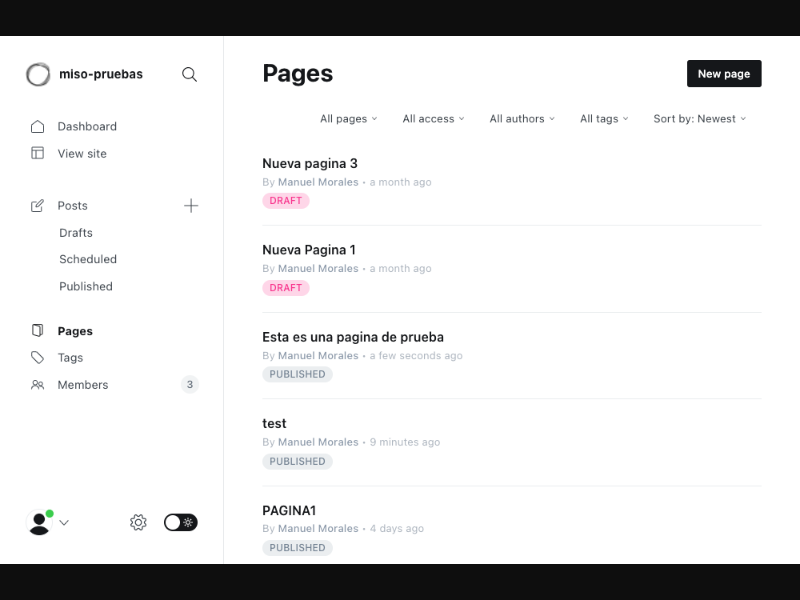 miso-pruebas
Dashboard
View site
Posts
Drafts
Scheduled
Published
Pages
Tags
Members 3
Pages
New page
All pages All access All authors All tags Sort by: Newest
Nueva pagina 3
By Manuel Morales • a month ago
DRAFT
Nueva Pagina 1
By Manuel Morales • a month ago
DRAFT
Esta es una pagina de prueba
By Manuel Morales • a few seconds ago
PUBLISHED
test
By Manuel Morales • 9 minutes ago
PUBLISHED
PAGINA1
By Manuel Morales • 4 days ago
PUBLISHED